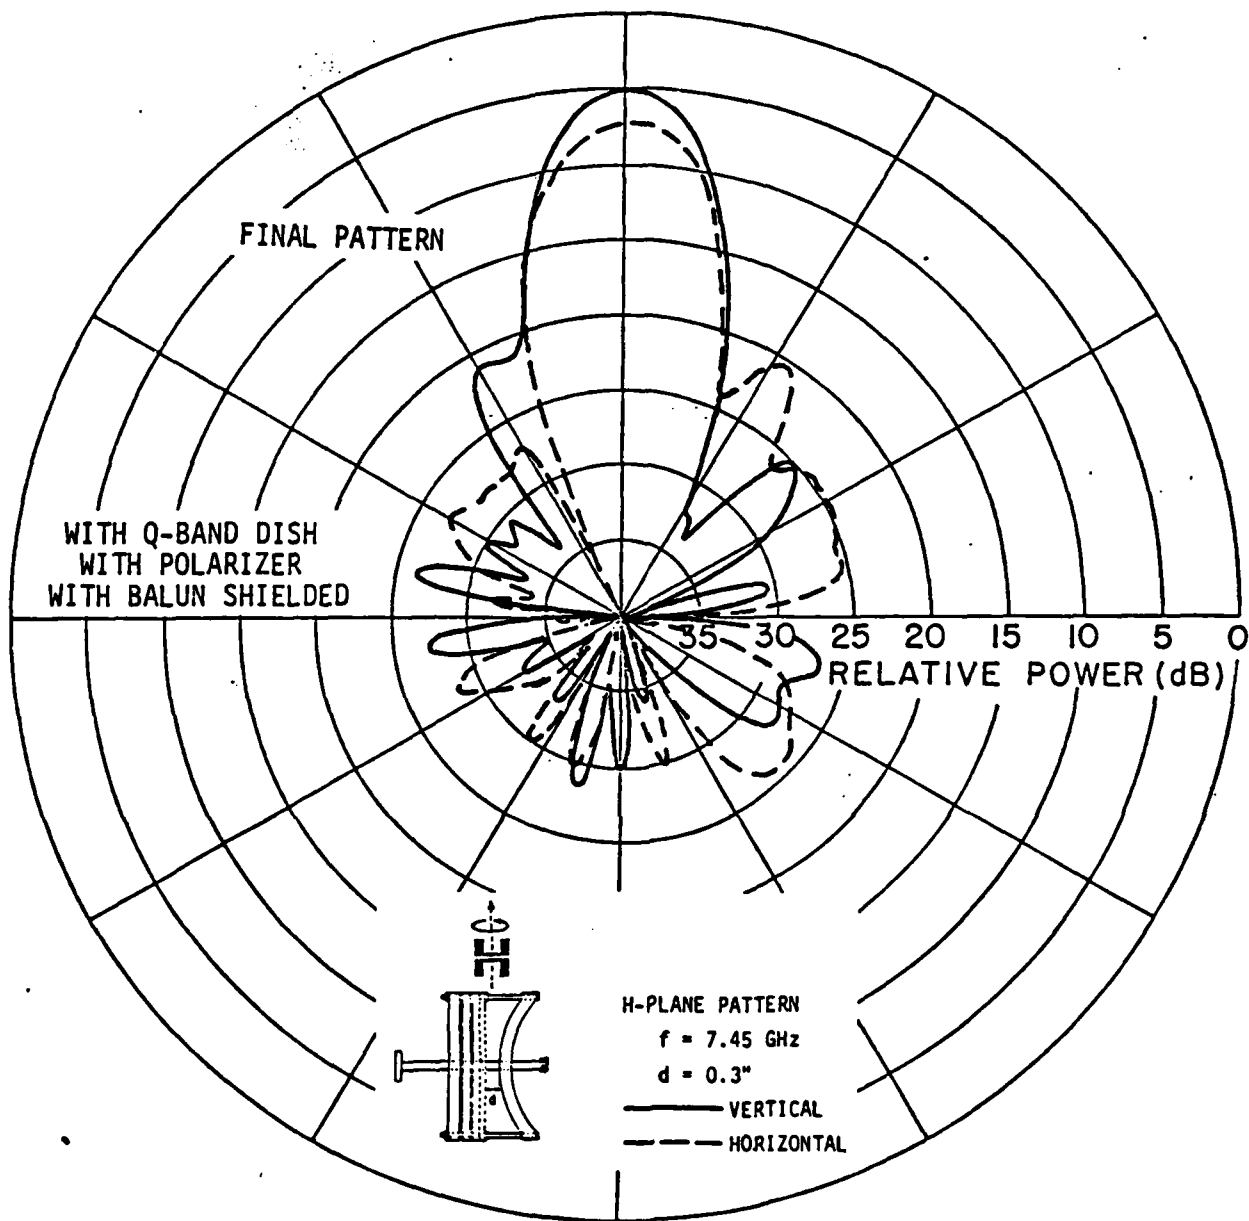 FINAL PATTERN
WITH Q-BAND DISH
WITH POLARIZER
WITH BALUN SHIELDED
35 30 25 20 15 10 5 0
RELATIVE POWER (dB)
H-PLANE PATTERN
f = 7.45 GHz
d = 0.3"
VERTICAL
HORIZONTAL
d